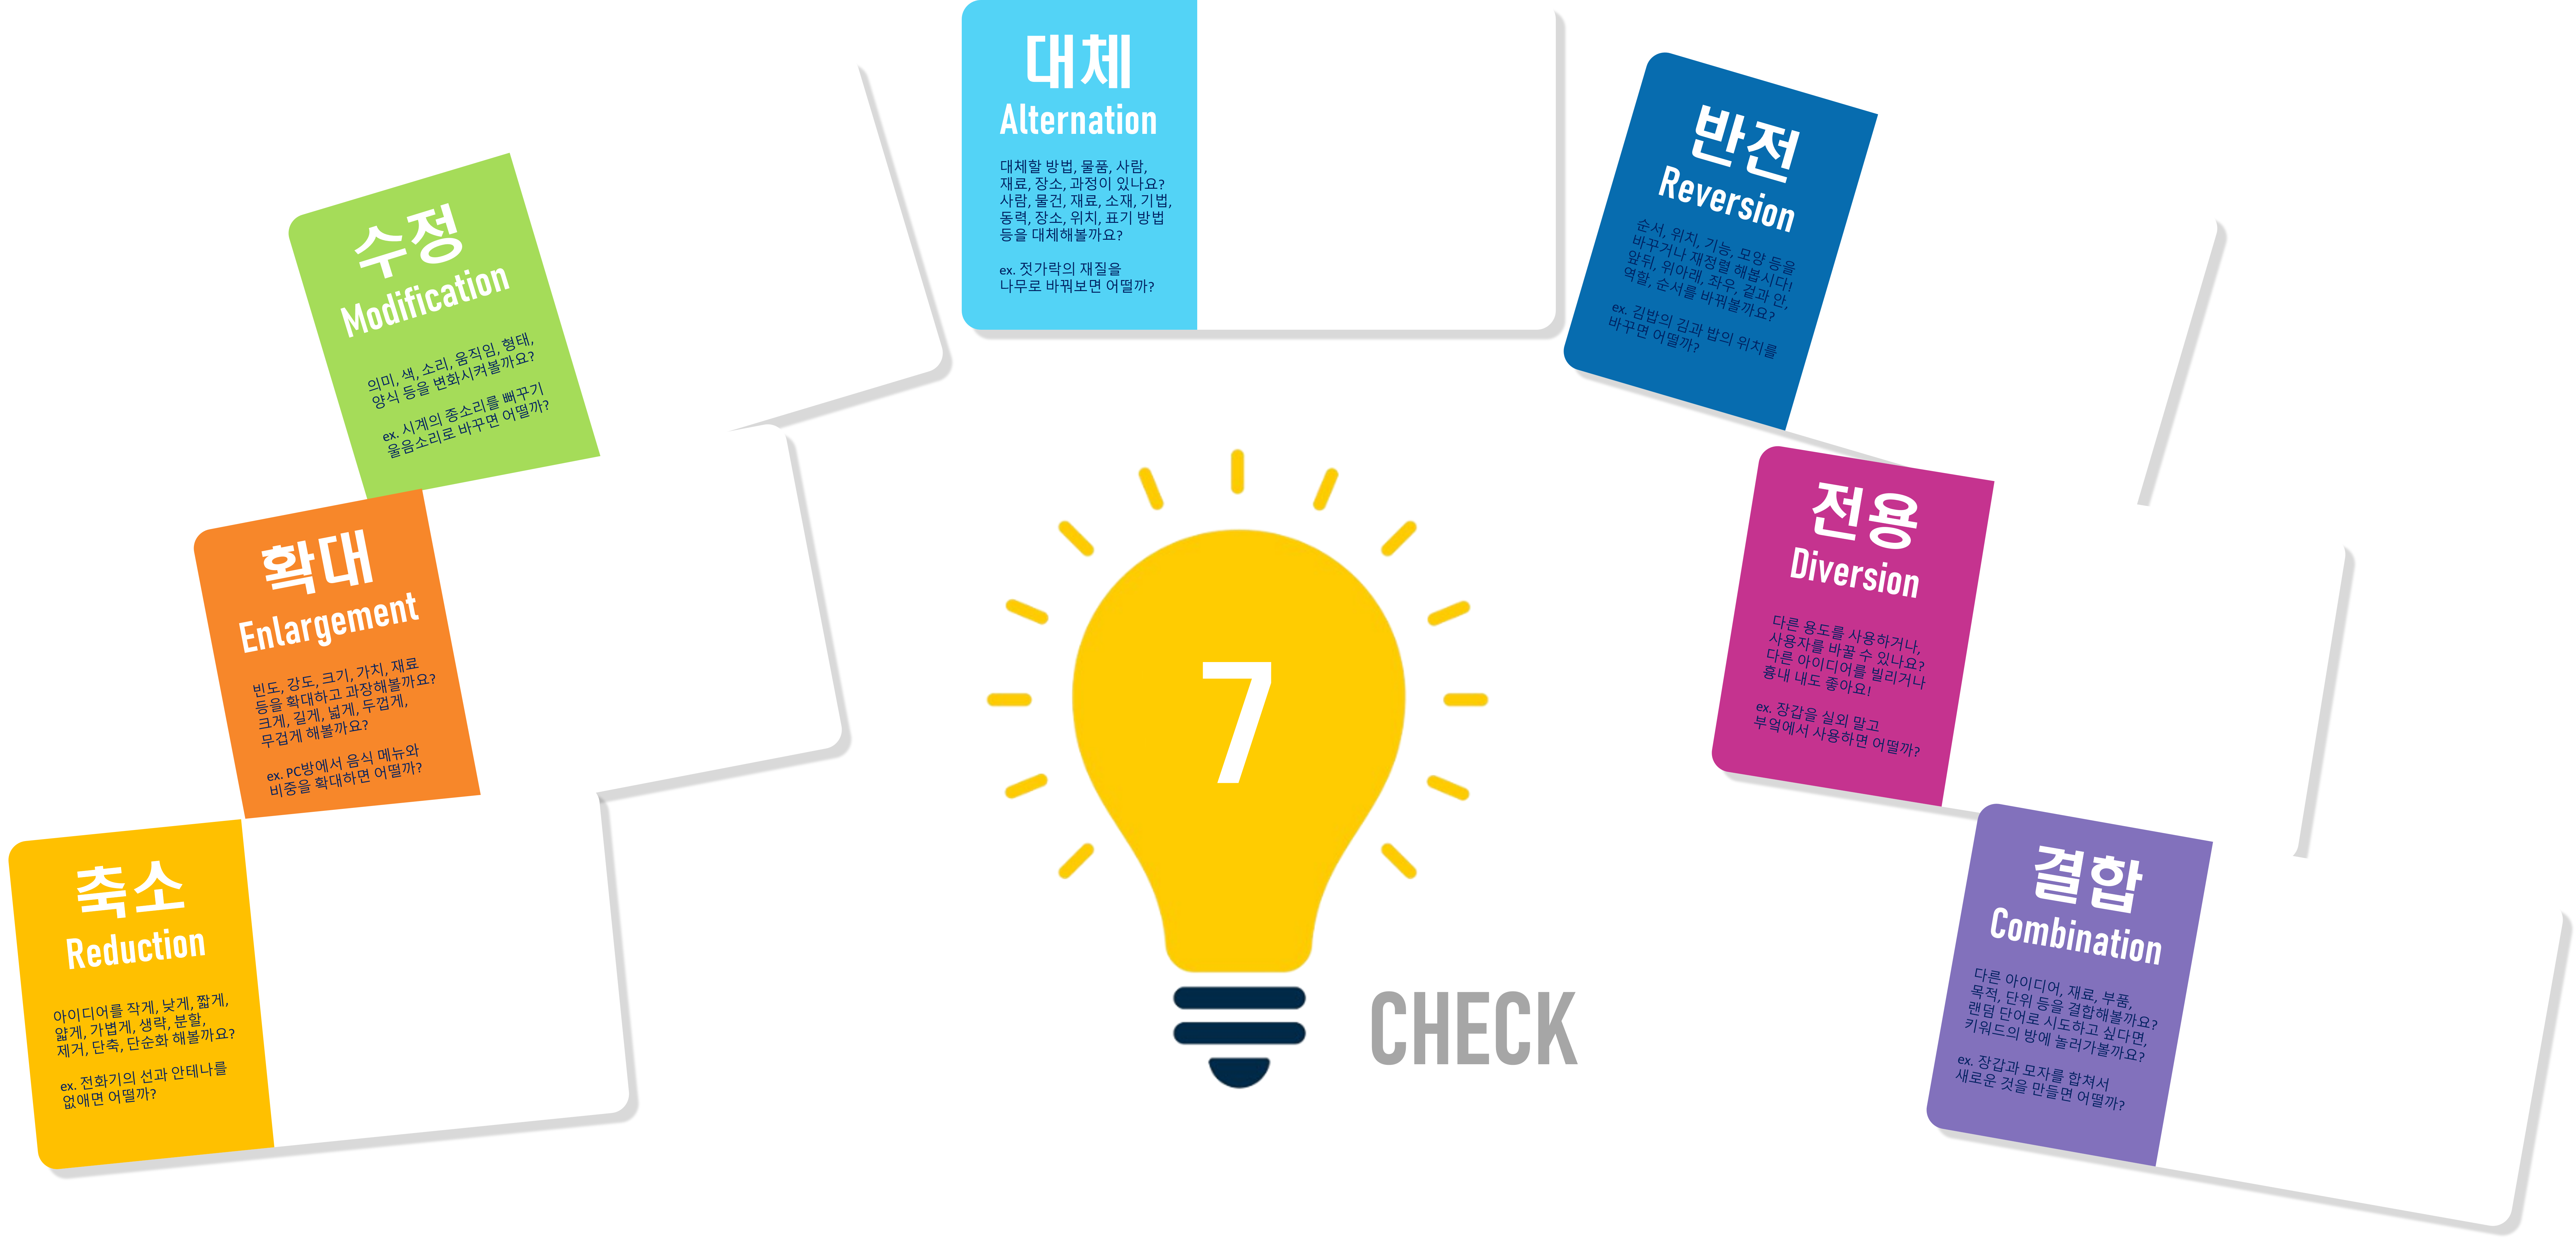 대체
Alternation
대체할 방법, 물품, 사람,
재료, 장소, 과정이 있나요?
사람, 물건, 재료, 소재, 기법,
동력, 장소, 위치, 표기 방법
등을 대체해볼까요?
ex. 젓가락의 재질을
나무로 바꿔보면 어떨까?
반전
Reversion
순서, 위치, 기능, 모양 등을
바꾸거나 재정렬 해봅시다!
앞뒤, 위아래, 좌우, 겉과 안,
역할, 순서를 바꿔볼까요?
ex. 김밥의 김과 밥의 위치를
바꾸면 어떨까?
수정
Modification
의미, 색, 소리, 움직임, 형태,
양식 등을 변화시켜볼까요?
ex. 시계의 종소리를 뻐꾸기
울음소리로 바꾸면 어떨까?
전용
Diversion
다른 용도를 사용하거나,
사용자를 바꿀 수 있나요?
다른 아이디어를 빌리거나
흉내 내도 좋아요!
ex. 장갑을 실외 말고
부엌에서 사용하면 어떨까?
확대
Enlargement
빈도, 강도, 크기, 가치, 재료
등을 확대하고 과장해볼까요?
크게, 길게, 넓게, 두껍게,
무겁게 해볼까요?
ex. PC방에서 음식 메뉴와
비중을 확대하면 어떨까?
결합
Combination
다른 아이디어, 재료, 부품,
목적, 단위 등을 결합해볼까요?
랜덤 단어로 시도하고 싶다면,
키워드의 방에 놀러가볼까요?
ex. 장갑과 모자를 합쳐서
새로운 것을 만들면 어떨까?
축소
Reduction
아이디어를 작게, 낮게, 짧게,
얇게, 가볍게, 생략, 분할,
제거, 단축, 단순화 해볼까요?
ex. 전화기의 선과 안테나를
없애면 어떨까?
7
CHECK